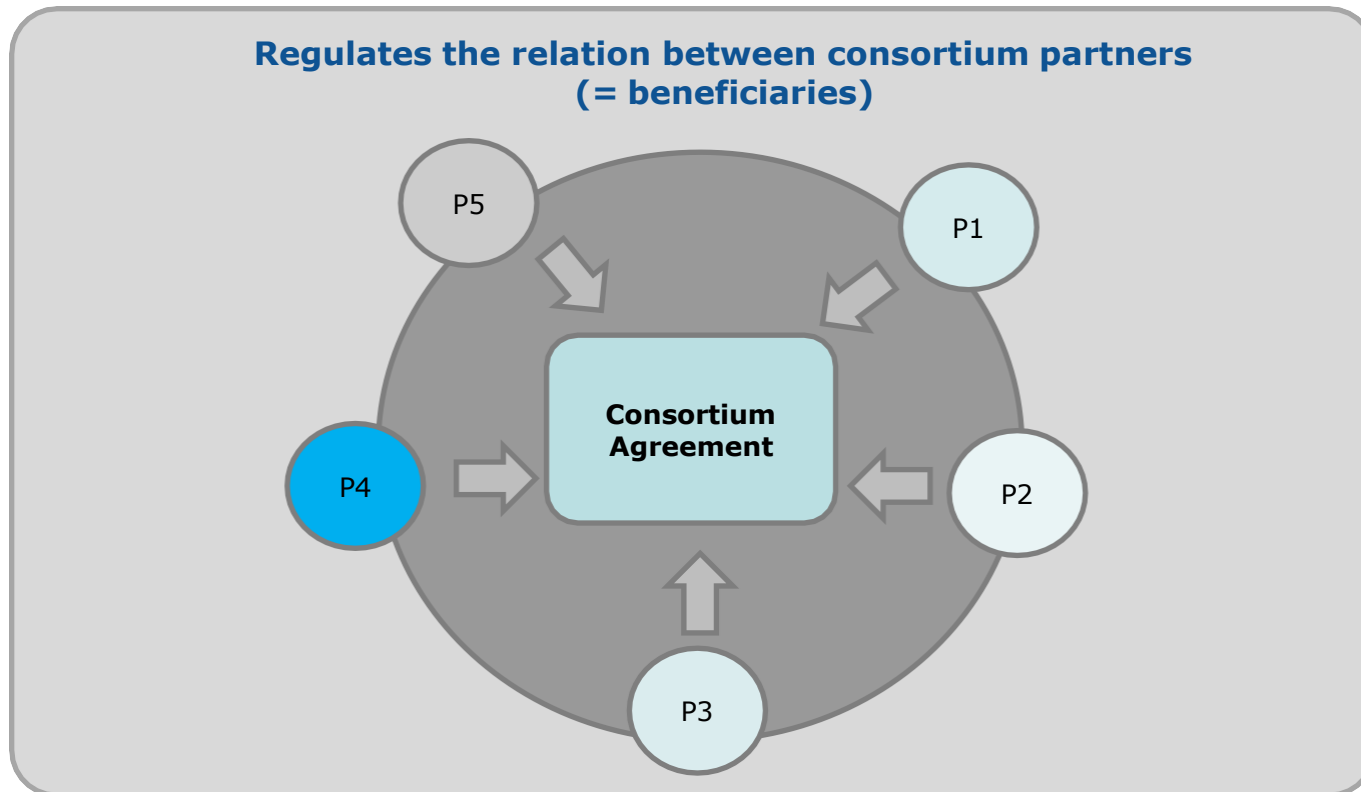 Regulates the relation between consortium partners
(= beneficiaries)
P5
P1
Consortium
Agreement
P4
P2
P3